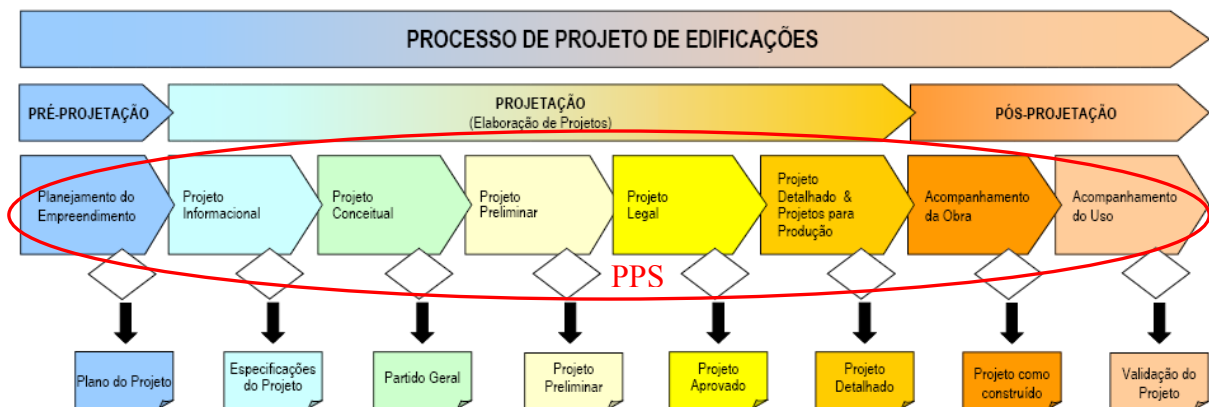 PROCESSO DE PROJETO DE EDIFICAÇÕES
PRÉ-PROJETAÇÃO
PROJETAÇÃO
(Elaboração de Projetos)
PÓS-PROJETAÇÃO
Planejamento do
Empreendimento
Projeto
Informacional
Projeto
Conceitual
Projeto
Preliminar
Projeto
Legal
Projeto
Detalhado &
Projetos para
Produção
Acompanhamento
da Obra
Acompanhamento
do Uso
PPS
Plano do Projeto
Especificações
do Projeto
Partido Geral
Projeto
Preliminar
Projeto
Aprovado
Projeto
Detalhado
Projeto como
construído
Validação do
Projeto